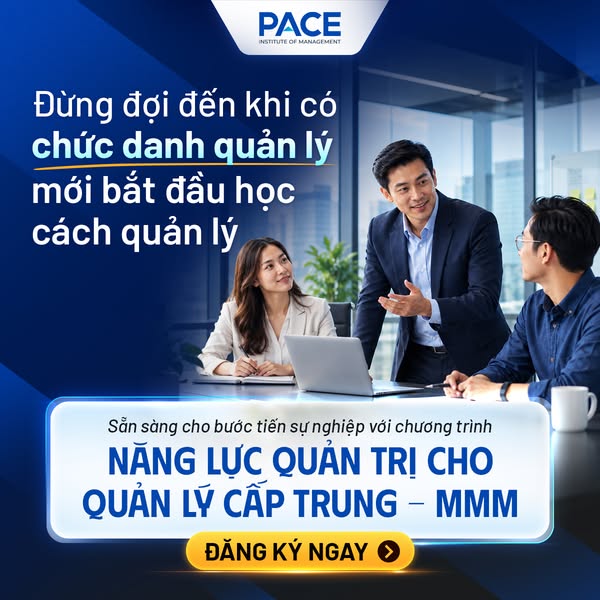 PACE
INSTITUTE OF MANAGEMENT
Đừng đợi đến khi có
chức danh quản lý
mới bắt đầu học
cách quản lý
Sẵn sàng cho bước tiến sự nghiệp với chương trình
NĂNG LỰC QUẢN TRỊ CHO
QUẢN LÝ CẤP TRUNG – MMM
ĐĂNG KÝ NGAY